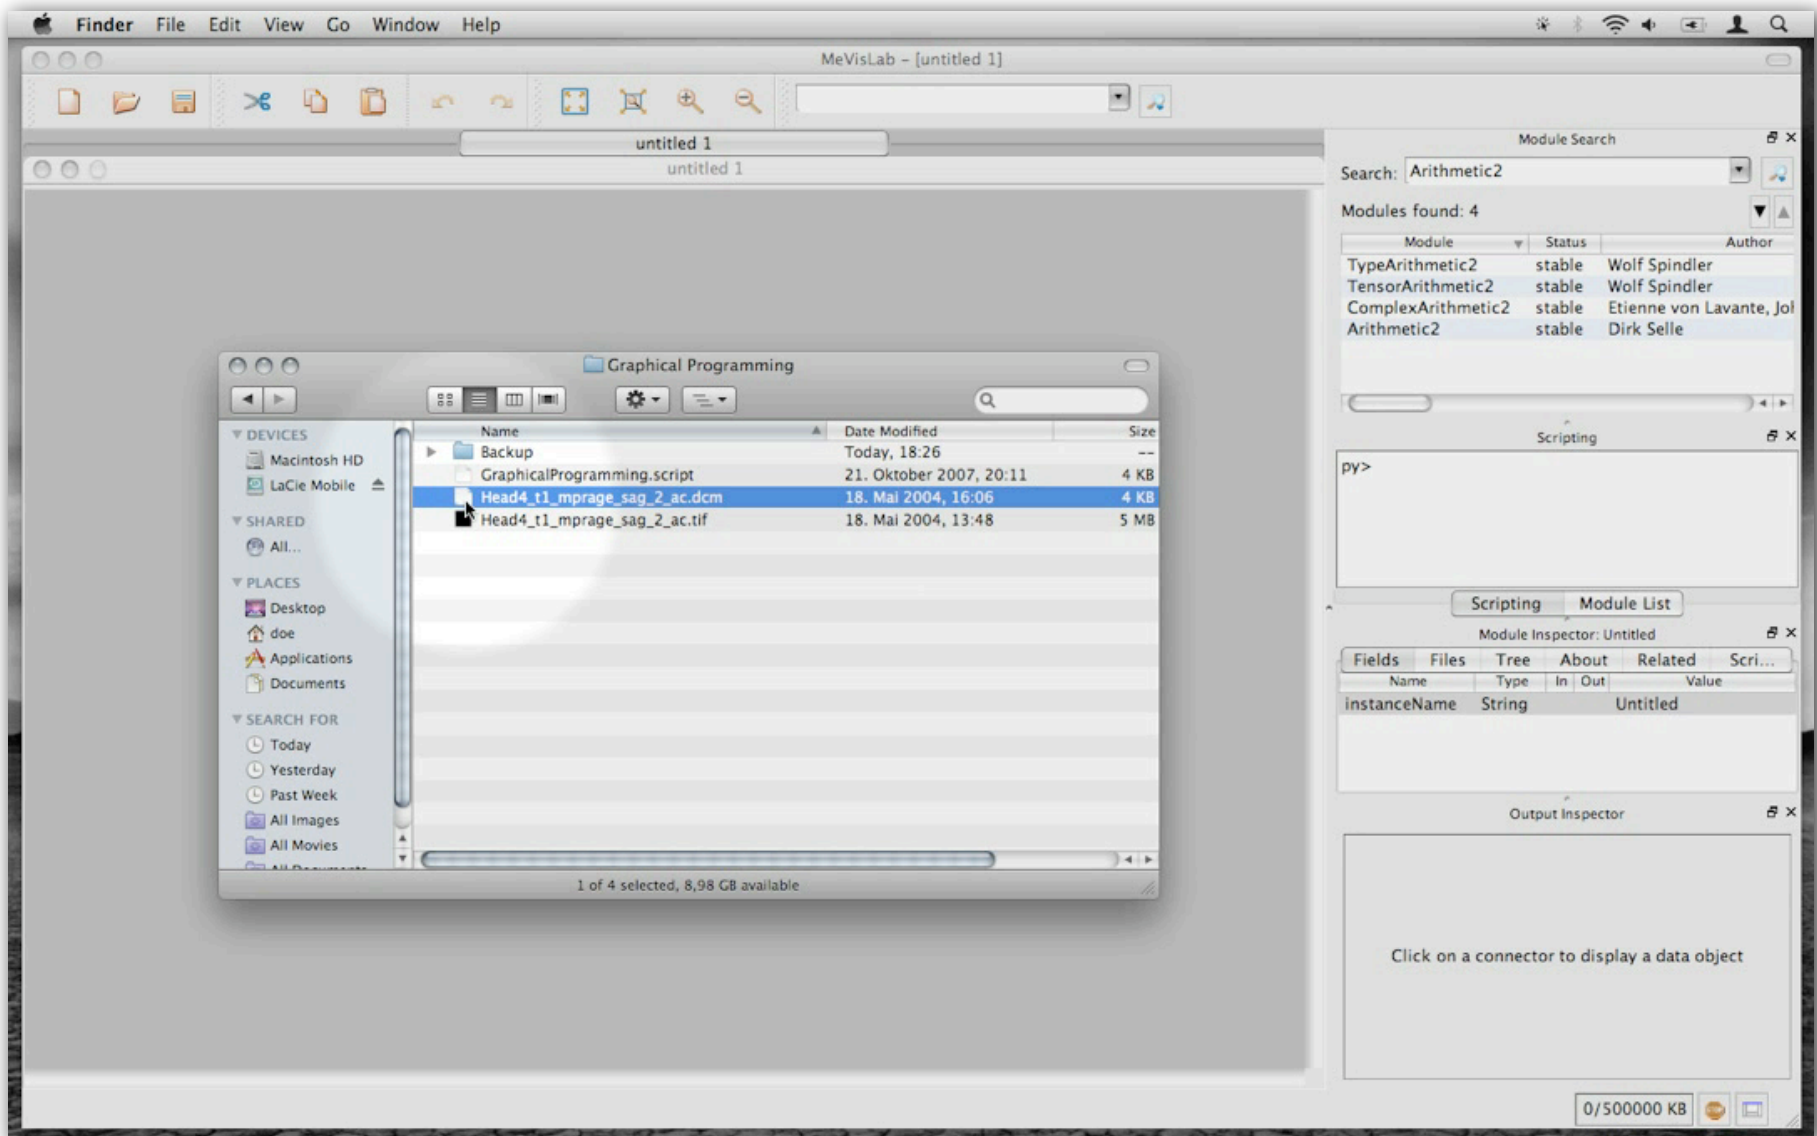 Finder File Edit View Go Window Help
MeVisLab – [untitled 1]
untitled 1
untitled 1
Module Search
Search: Arithmetic2
Modules found: 4
Module Status Author
TypeArithmetic2 stable Wolf Spindler
TensorArithmetic2 stable Wolf Spindler
ComplexArithmetic2 stable Etienne von Lavante, Jo
Arithmetic2 stable Dirk Selle
Scripting
py>
Scripting Module List
Module Inspector: Untitled
Fields Files Tree About Related Scri...
Name Type In Out Value
instanceName String Untitled
Output Inspector
Click on a connector to display a data object
0/500000 KB
Graphical Programming
DEVICES
Macintosh HD
LaCie Mobile
SHARED
All...
PLACES
Desktop
doe
Applications
Documents
SEARCH FOR
Today
Yesterday
Past Week
All Images
All Movies
Name Date Modified Size
Backup Today, 18:26 --
GraphicalProgramming.script 21. Oktober 2007, 20:11 4 KB
Head4_t1_mprage_sag_2_ac.dcm 18. Mai 2004, 16:06 4 KB
Head4_t1_mprage_sag_2_ac.tif 18. Mai 2004, 13:48 5 MB
1 of 4 selected, 8,98 GB available